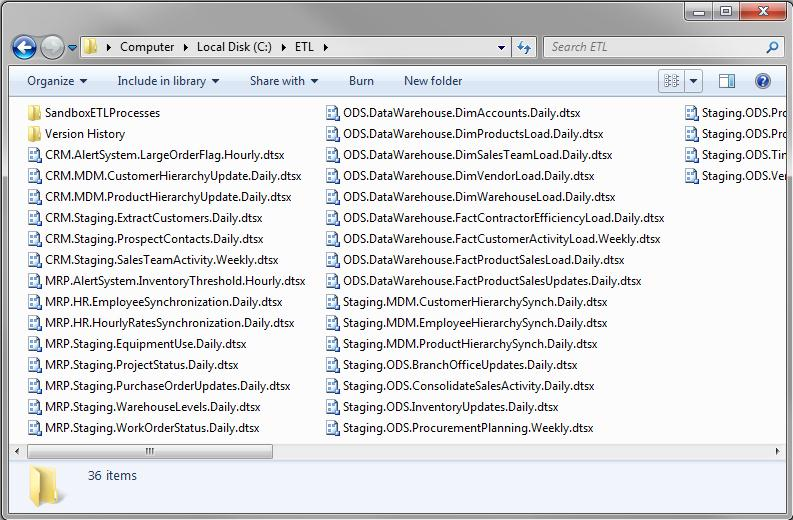 Computer Local Disk (C:) ETL Search ETL
Organize Include in library Share with Burn New folder
SandboxETLProcesses
Version History
CRM.AlertSystem.LargeOrderFlag.Hourly.dtsx
CRM.MDM.CustomerHierarchyUpdate.Daily.dtsx
CRM.MDM.ProductHierarchyUpdate.Daily.dtsx
CRM.Staging.ExtractCustomers.Daily.dtsx
CRM.Staging.ProspectContacts.Daily.dtsx
CRM.Staging.SalesTeamActivity.Weekly.dtsx
MRP.AlertSystem.InventoryThreshold.Hourly.dtsx
MRP.HR.EmployeeSynchronization.Daily.dtsx
MRP.HR.HourlyRatesSynchronization.Daily.dtsx
MRP.Staging.EquipmentUse.Daily.dtsx
MRP.Staging.ProjectStatus.Daily.dtsx
MRP.Staging.PurchaseOrderUpdates.Daily.dtsx
MRP.Staging.WarehouseLevels.Daily.dtsx
MRP.Staging.WorkOrderStatus.Daily.dtsx
ODS.DataWarehouse.DimAccounts.Daily.dtsx
ODS.DataWarehouse.DimProductsLoad.Daily.dtsx
ODS.DataWarehouse.DimSalesTeamLoad.Daily.dtsx
ODS.DataWarehouse.DimVendorLoad.Daily.dtsx
ODS.DataWarehouse.DimWarehouseLoad.Daily.dtsx
ODS.DataWarehouse.FactContractorEfficiencyLoad.Daily.dtsx
ODS.DataWarehouse.FactCustomerActivityLoad.Weekly.dtsx
ODS.DataWarehouse.FactProductSalesLoad.Daily.dtsx
ODS.DataWarehouse.FactProductSalesUpdates.Daily.dtsx
Staging.MDM.CustomerHierarchySynch.Daily.dtsx
Staging.MDM.EmployeeHierarchySynch.Daily.dtsx
Staging.MDM.ProductHierarchySynch.Daily.dtsx
Staging.ODS.BranchOfficeUpdates.Daily.dtsx
Staging.ODS.ConsolidateSalesActivity.Daily.dtsx
Staging.ODS.InventoryUpdates.Daily.dtsx
Staging.ODS.ProcurementPlanning.Weekly.dtsx
Staging.ODS.Pro
Staging.ODS.Pro
Staging.ODS.Tin
Staging.ODS.Ver
36 items